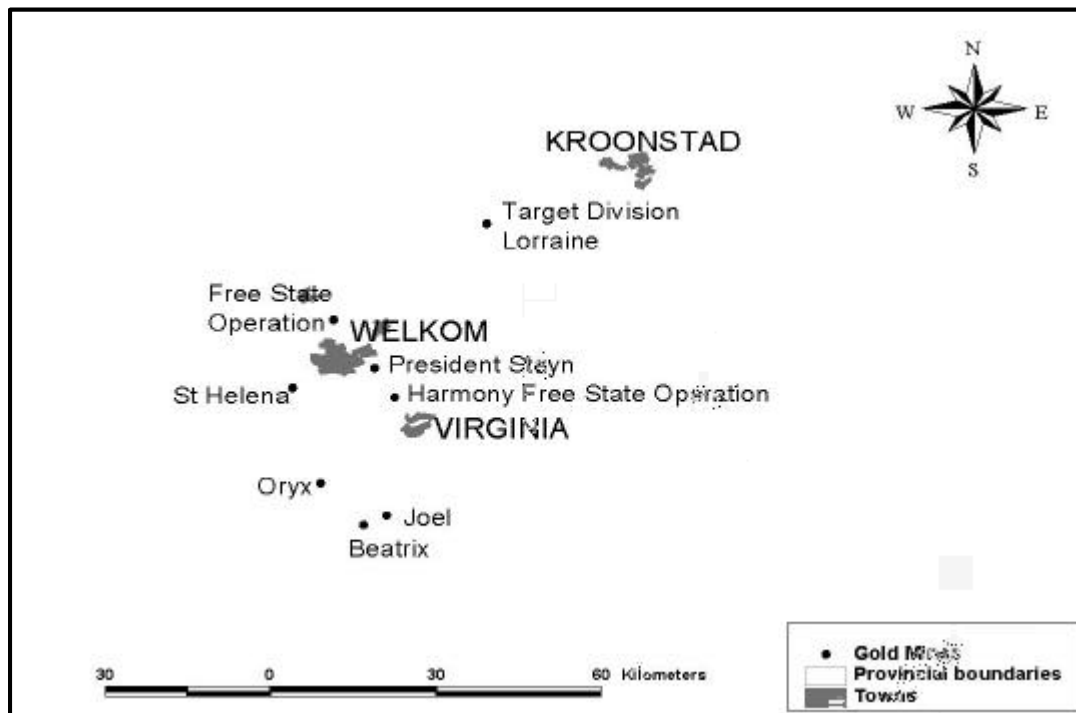 N
W E
S
KROONSTAD
Target Division
Lorraine
Free State
Operation
WELKOM
President Steyn
St Helena
Harmony Free State Operation
VIRGINIA
Oryx
Joel
Beatrix
30 0 30 60 Kilometers
Gold Mines
Provincial boundaries
Towns